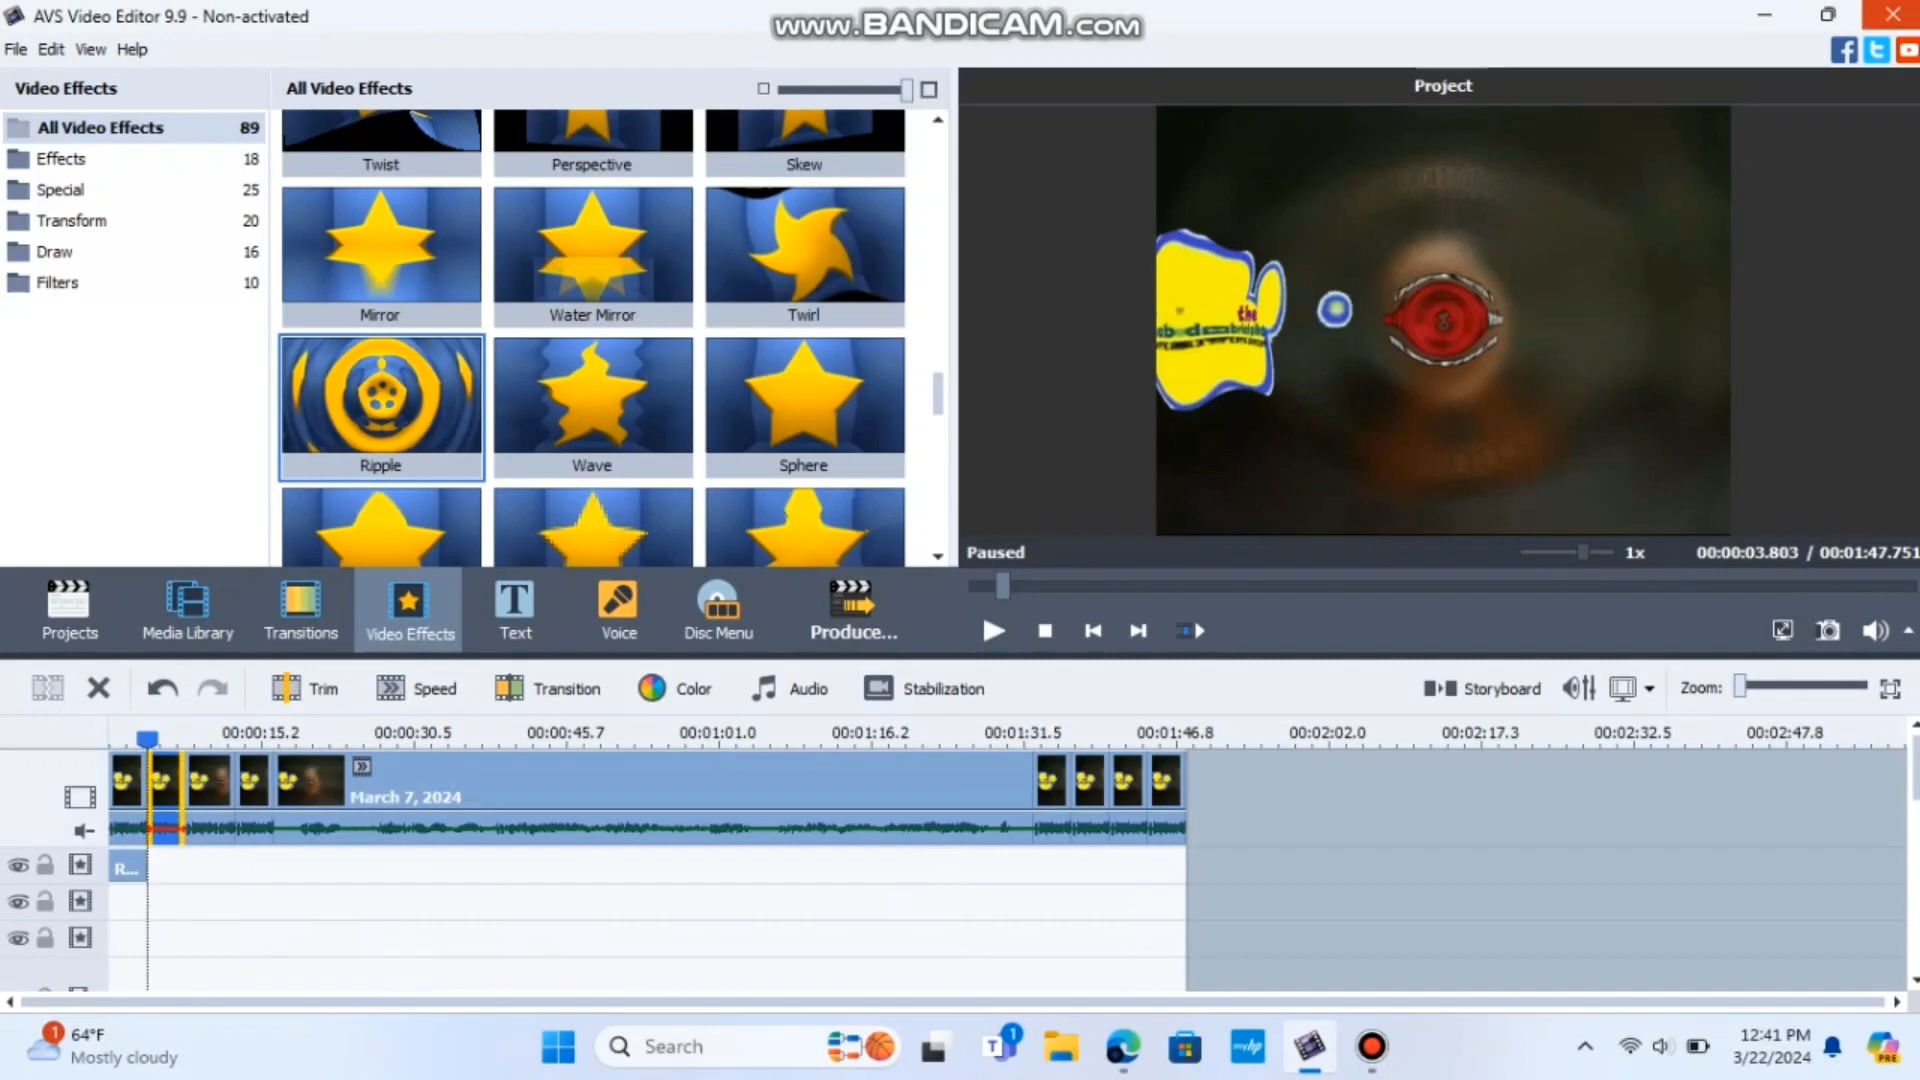 AVS Video Editor 9.9 - Non-activated
www.BANDICAM.com
File Edit View Help
Video Effects
All Video Effects
Project
All Video Effects 89
Effects 18
Special 25
Transform 20
Draw 16
Filters 10
Twist
Perspective
Skew
Mirror
Water Mirror
Twirl
Ripple
Wave
Sphere
the
Paused
1x
00:00:03.803 / 00:01:47.751
Projects
Media Library
Transitions
Video Effects
Text
Voice
Disc Menu
Produce...
Trim
Speed
Transition
Color
Audio
Stabilization
Storyboard
Zoom:
00:00:15.2
00:00:30.5
00:00:45.7
00:01:01.0
00:01:16.2
00:01:31.5
00:01:46.8
00:02:02.0
00:02:17.3
00:02:32.5
00:02:47.8
March 7, 2024
R...
1
64°F
Mostly cloudy
Search
T
1
myhp
12:41 PM
3/22/2024
PRE